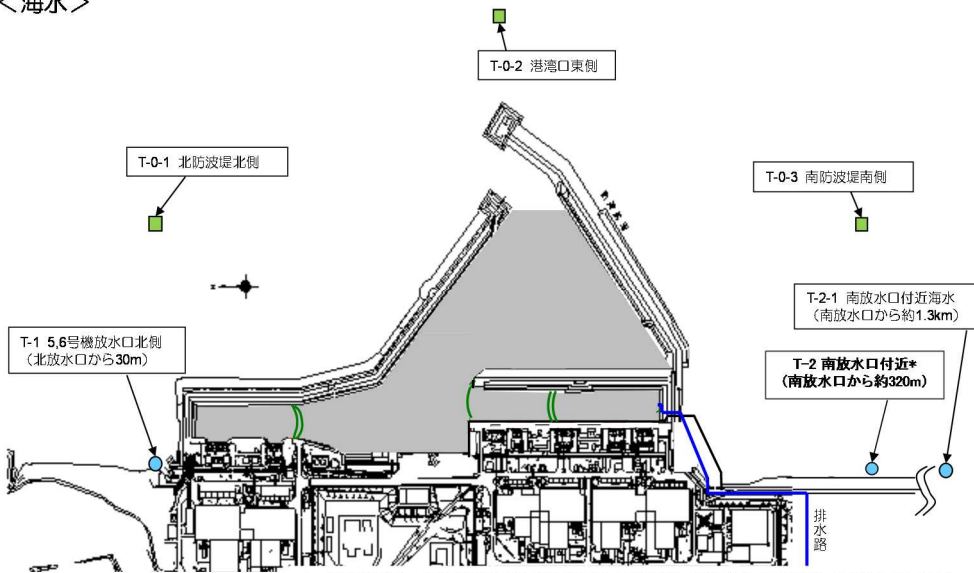 ＜海水＞
T-0-2 港湾口東側
T-0-1 北防波堤北側
T-0-3 南防波堤南側
T-2-1 南放水口付近海水
（南放水口から約1.3km）
T-1 5,6号機放水口北側
（北放水口から30m）
T-2 南放水口付近*
（南放水口から約320m）
排水路